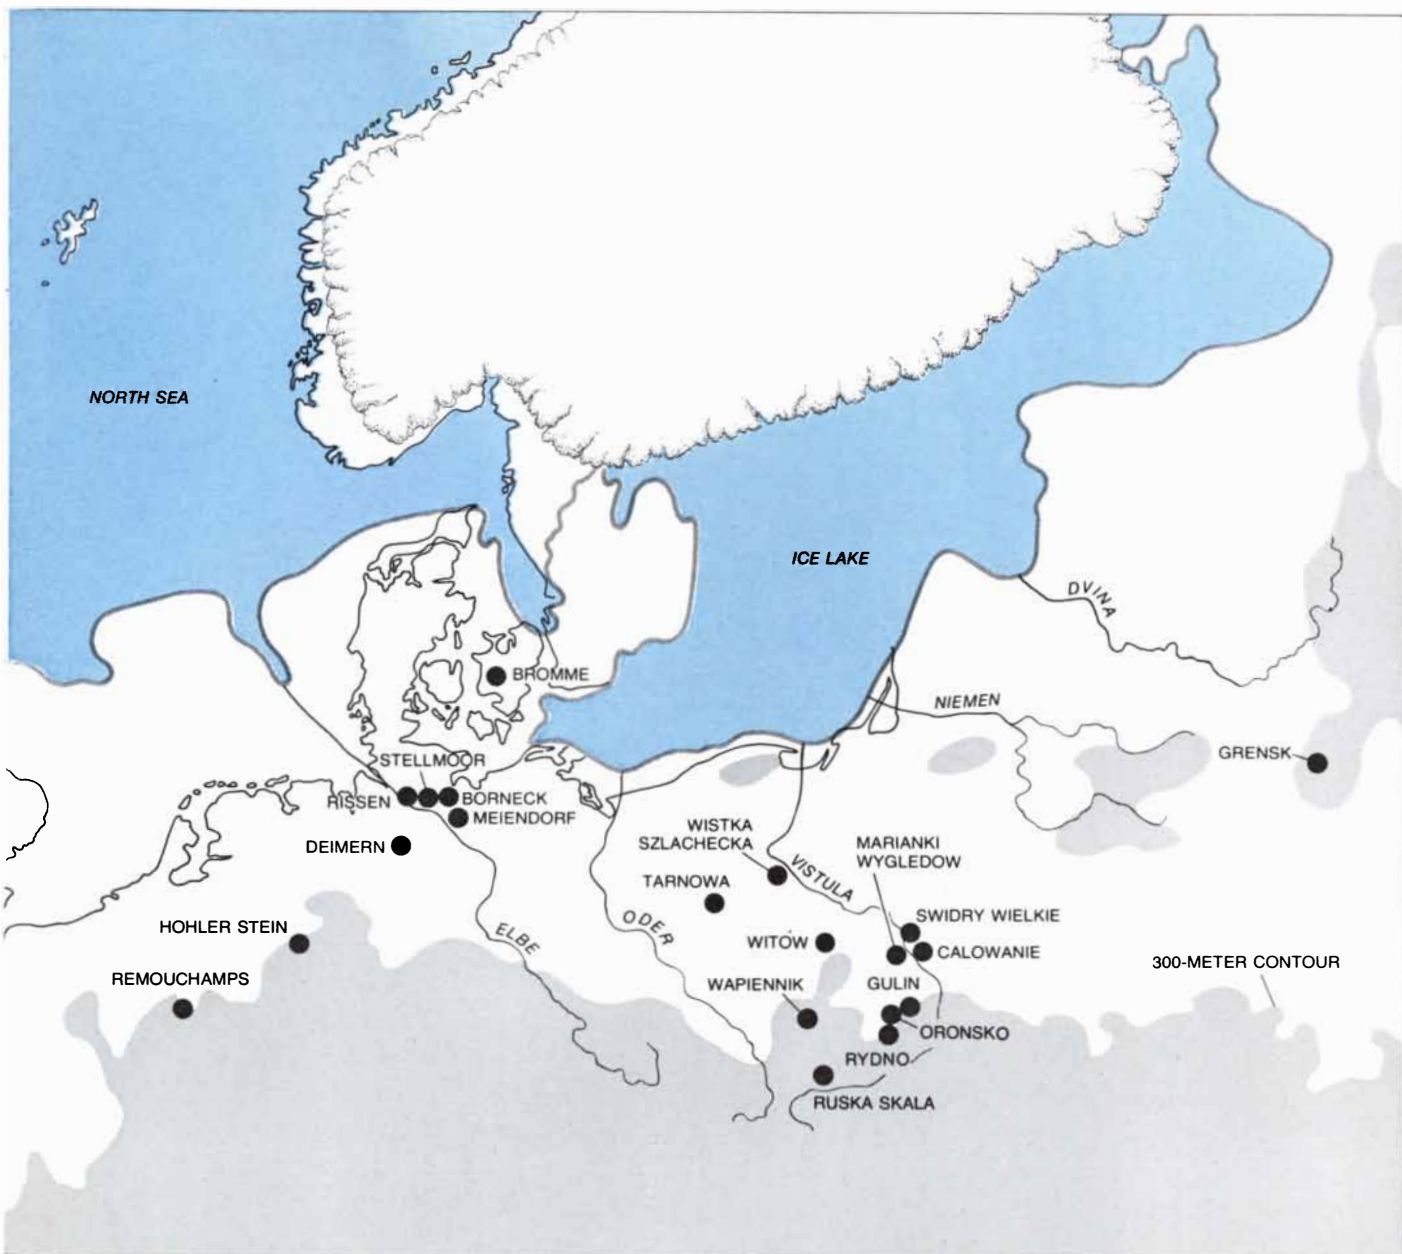 NORTH SEA
ICE LAKE
DVINA
BROMME
NIEMEN
GRENSK
STELLMOOR
RISSEN
BORNECK
MEIENDORF
DEIMERN
WISTKA
SZLACHECKA
MARIANKI
WYGLEDOW
VISTULA
TARNOWA
HOHLER STEIN
ELBE
ODER
SWIDRY WIELKIE
WITOW
CALOWANIE
REMOUCHAMPS
WAPIENNIK
GULIN
300-METER CONTOUR
ORONSKO
RYDNO
RUSKA SKALA